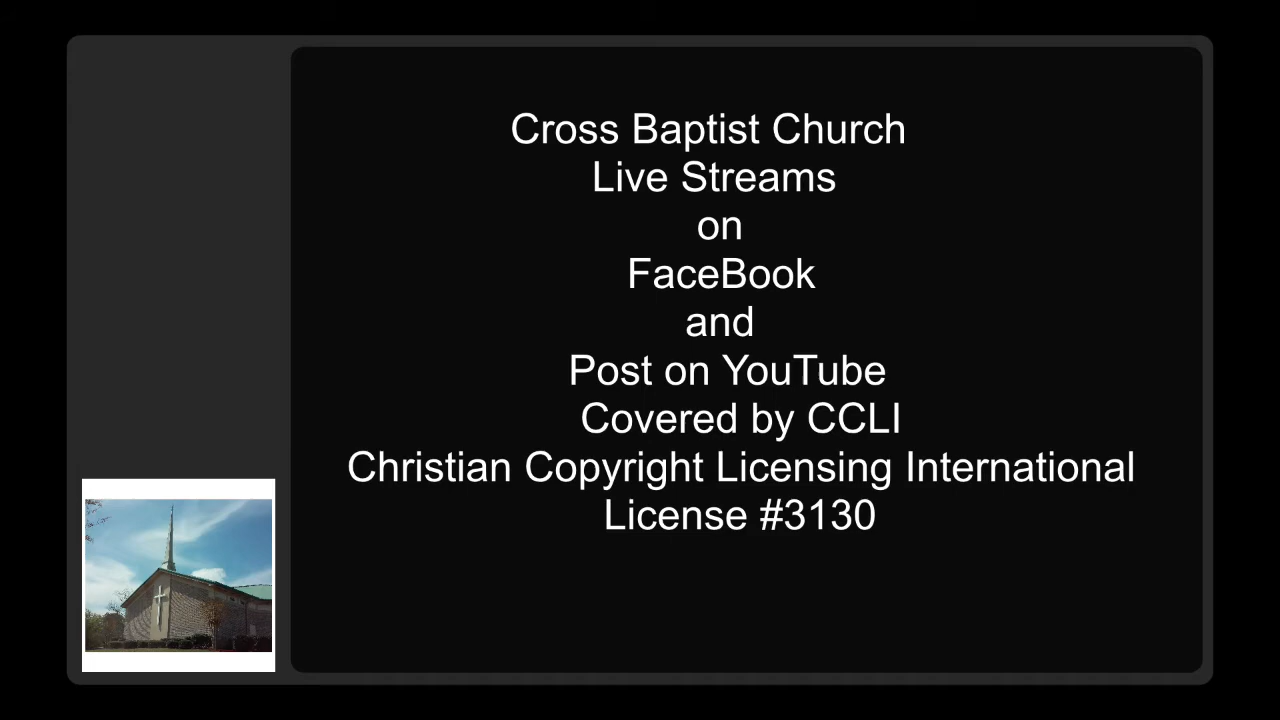 Cross Baptist Church
Live Streams
on
FaceBook
and
Post on YouTube
Covered by CCLI
Christian Copyright Licensing International
License #3130